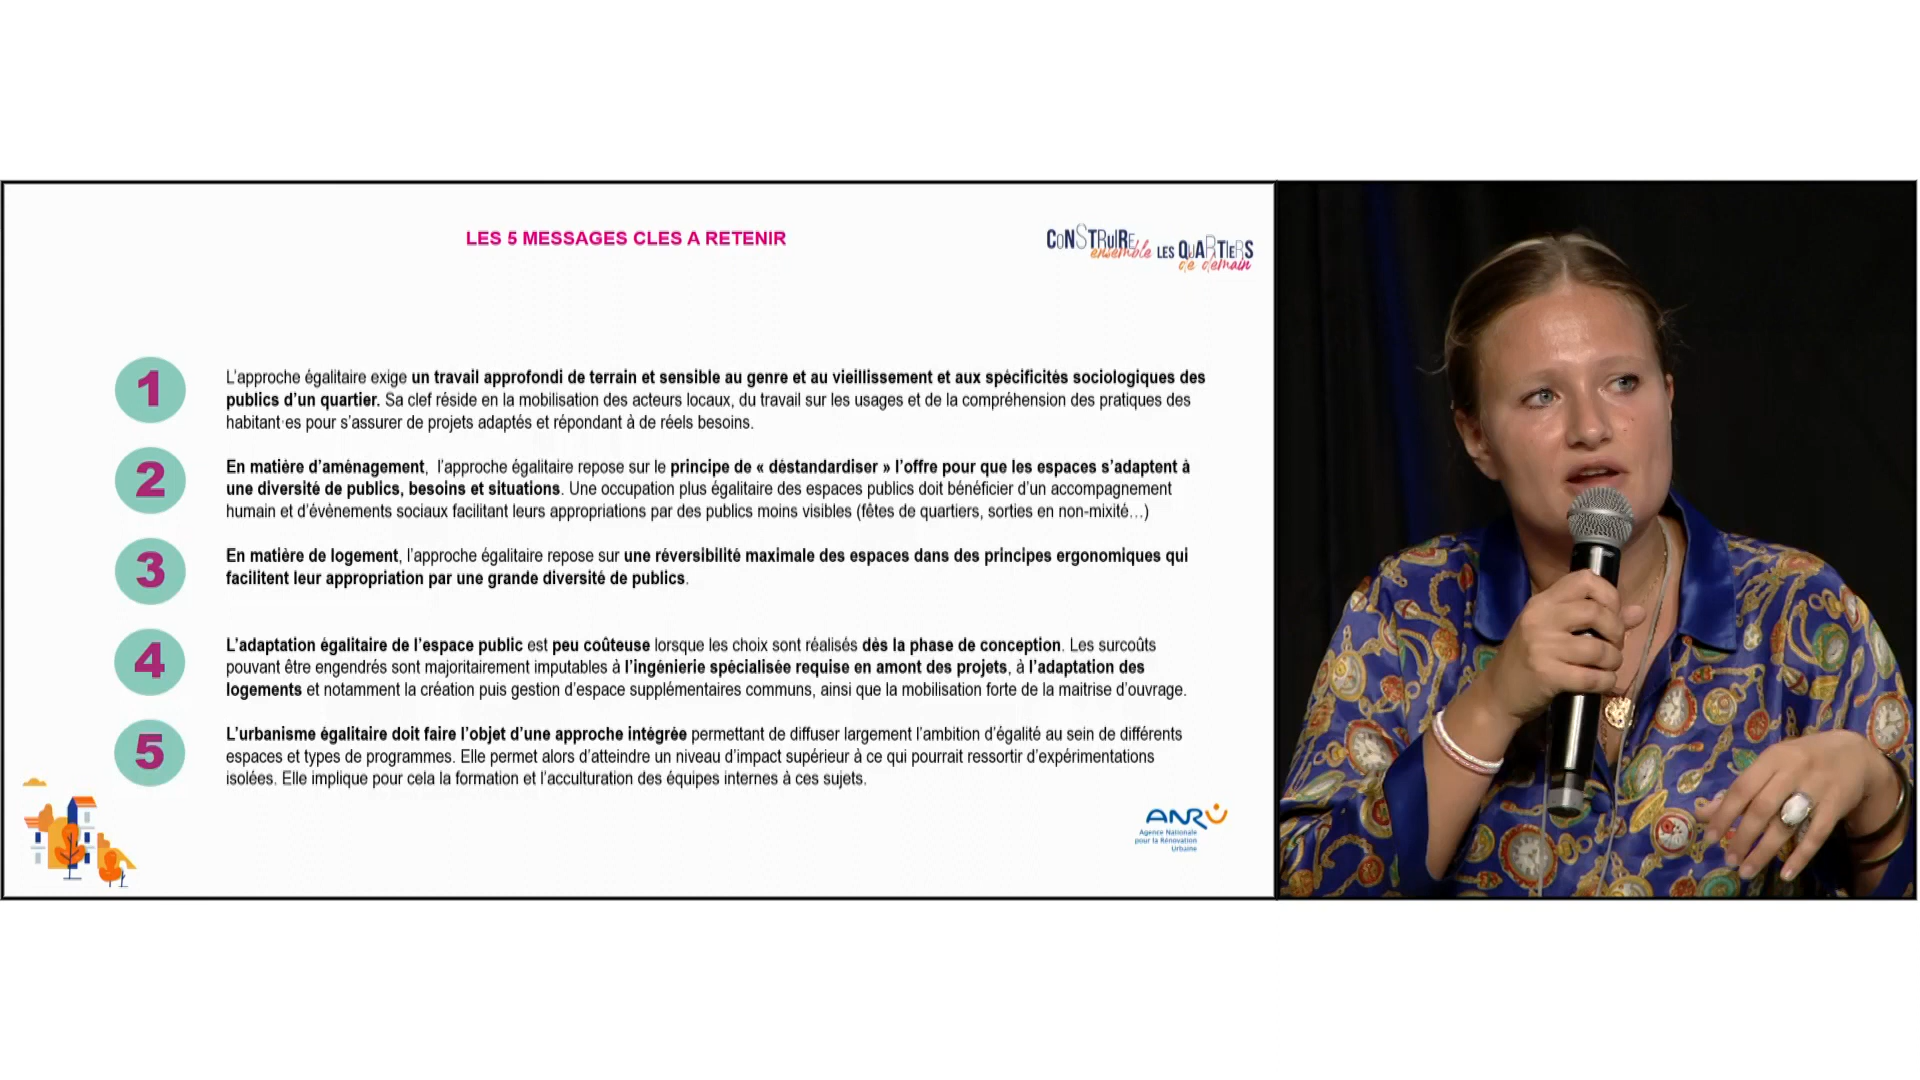 LES 5 MESSAGES CLES A RETENIR
CoNSTRuIRE
ensemble LES QUARTIERS
de demain
1
L’approche égalitaire exige un travail approfondi de terrain et sensible au genre et au vieillissement et aux spécificités sociologiques des
publics d’un quartier. Sa clef réside en la mobilisation des acteurs locaux, du travail sur les usages et de la compréhension des pratiques des
habitant·es pour s’assurer de projets adaptés et répondant à de réels besoins.
2
En matière d’aménagement, l’approche égalitaire repose sur le principe de « déstandardiser » l’offre pour que les espaces s’adaptent à
une diversité de publics, besoins et situations. Une occupation plus égalitaire des espaces publics doit bénéficier d’un accompagnement
humain et d’évènements sociaux facilitant leurs appropriations par des publics moins visibles (fêtes de quartiers, sorties en non-mixité…)
3
En matière de logement, l’approche égalitaire repose sur une réversibilité maximale des espaces dans des principes ergonomiques qui
facilitent leur appropriation par une grande diversité de publics.
4
L’adaptation égalitaire de l’espace public est peu coûteuse lorsque les choix sont réalisés dès la phase de conception. Les surcoûts
pouvant être engendrés sont majoritairement imputables à l’ingénierie spécialisée requise en amont des projets, à l’adaptation des
logements et notamment la création puis gestion d’espace supplémentaires communs, ainsi que la mobilisation forte de la maitrise d’ouvrage.
5
L’urbanisme égalitaire doit faire l’objet d’une approche intégrée permettant de diffuser largement l’ambition d’égalité au sein de différents
espaces et types de programmes. Elle permet alors d’atteindre un niveau d’impact supérieur à ce qui pourrait ressortir d’expérimentations
isolées. Elle implique pour cela la formation et l’acculturation des équipes internes à ces sujets.
ANRU
Agence Nationale
pour la Rénovation
Urbaine